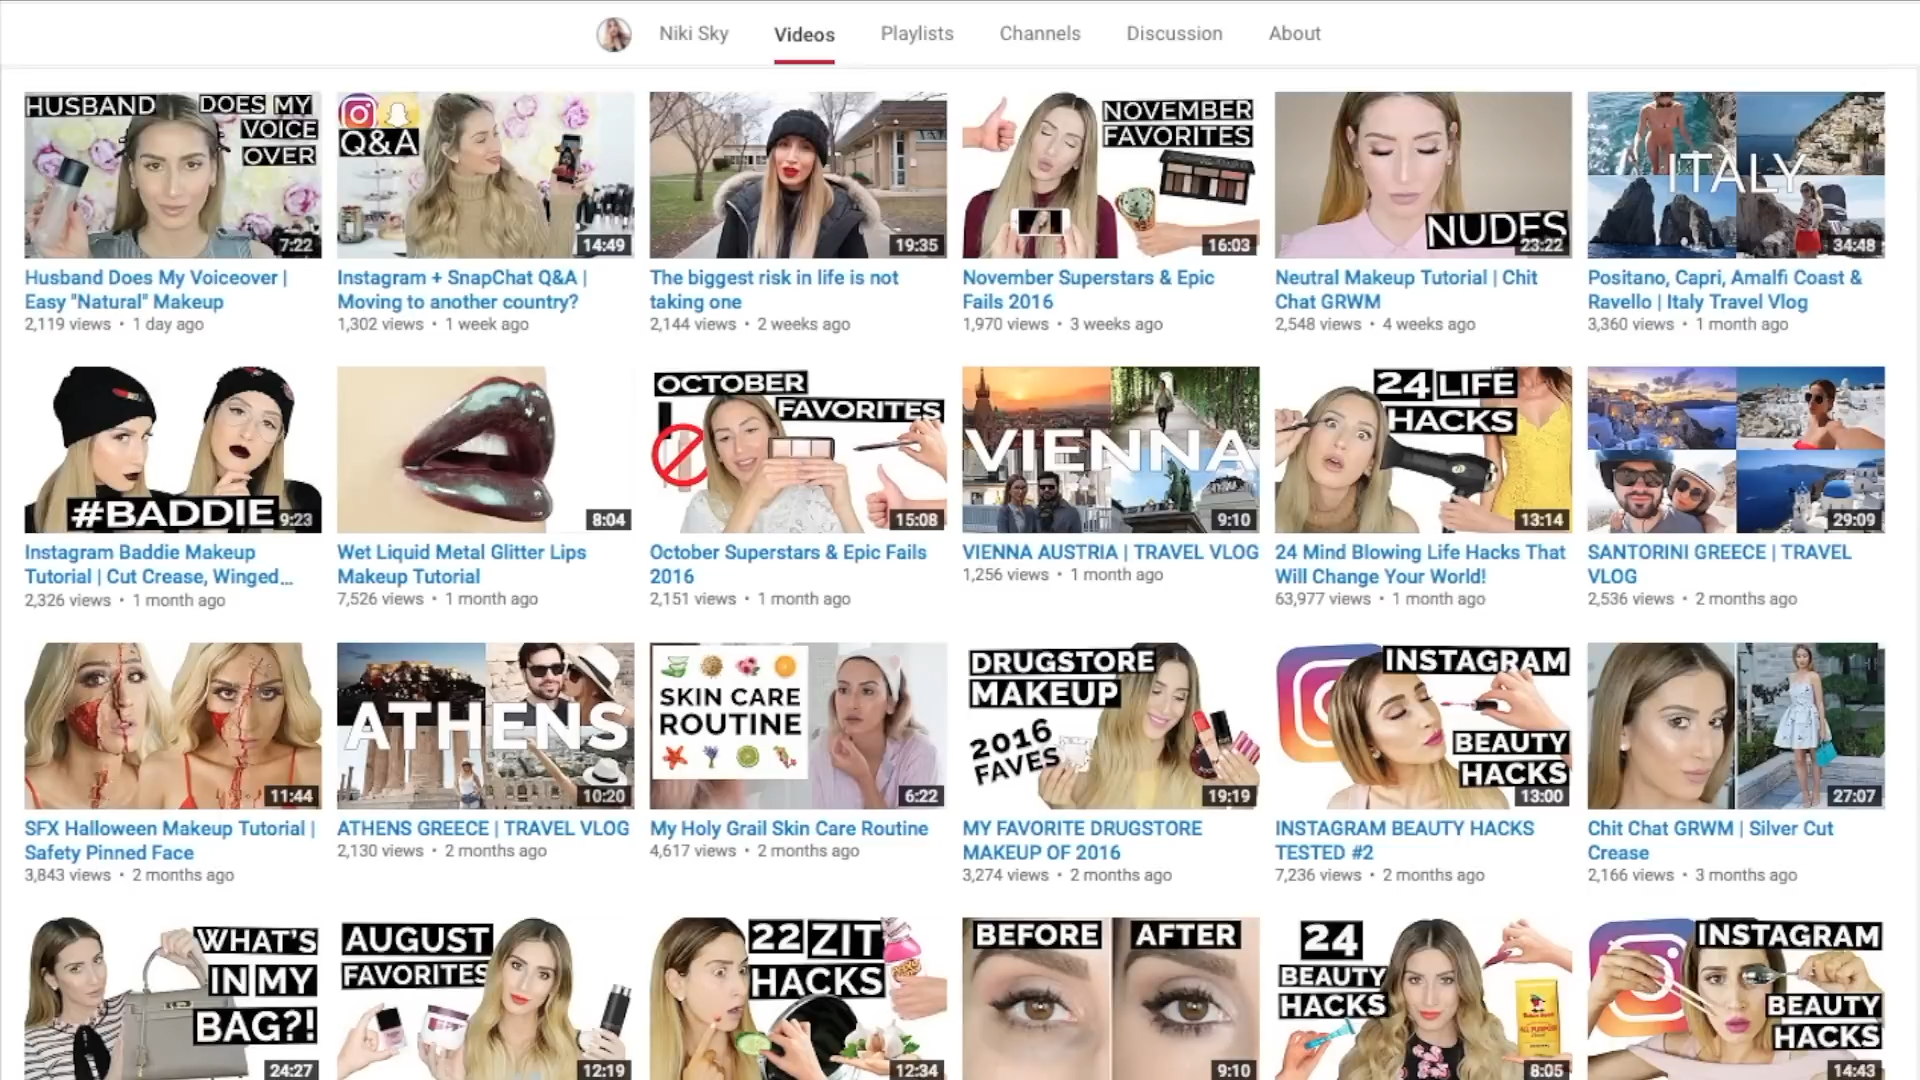 Niki Sky
Videos
Playlists
Channels
Discussion
About
HUSBAND DOES MY
VOICE
OVER
7:22
Husband Does My Voiceover |
Easy "Natural" Makeup
2,119 views • 1 day ago
Q&A
14:49
Instagram + SnapChat Q&A |
Moving to another country?
1,302 views • 1 week ago
19:35
The biggest risk in life is not
taking one
2,144 views • 2 weeks ago
NOVEMBER
FAVORITES
16:03
November Superstars & Epic
Fails 2016
1,970 views • 3 weeks ago
NUDES
23:22
Neutral Makeup Tutorial | Chit
Chat GRWM
2,548 views • 4 weeks ago
ITALY
34:48
Positano, Capri, Amalfi Coast &
Ravello | Italy Travel Vlog
3,360 views • 1 month ago
#BADDIE
9:23
Instagram Baddie Makeup
Tutorial | Cut Crease, Winged...
2,326 views • 1 month ago
8:04
Wet Liquid Metal Glitter Lips
Makeup Tutorial
7,526 views • 1 month ago
OCTOBER
FAVORITES
15:08
October Superstars & Epic Fails
2016
2,151 views • 1 month ago
VIENNA
9:10
VIENNA AUSTRIA | TRAVEL VLOG
1,256 views • 1 month ago
24 LIFE
HACKS
13:14
24 Mind Blowing Life Hacks That
Will Change Your World!
63,977 views • 1 month ago
29:09
SANTORINI GREECE | TRAVEL
VLOG
2,536 views • 2 months ago
11:44
SFX Halloween Makeup Tutorial |
Safety Pinned Face
3,843 views • 2 months ago
ATHENS
10:20
ATHENS GREECE | TRAVEL VLOG
2,130 views • 2 months ago
SKIN CARE
ROUTINE
6:22
My Holy Grail Skin Care Routine
4,617 views • 2 months ago
DRUGSTORE
MAKEUP
2016
FAVES
19:19
MY FAVORITE DRUGSTORE
MAKEUP OF 2016
3,274 views • 2 months ago
INSTAGRAM
BEAUTY
HACKS
13:00
INSTAGRAM BEAUTY HACKS
TESTED #2
7,236 views • 2 months ago
27:07
Chit Chat GRWM | Silver Cut
Crease
2,166 views • 3 months ago
WHAT'S
IN MY
BAG?!
24:27
AUGUST
FAVORITES
12:19
22 ZIT
HACKS
12:34
BEFORE AFTER
9:10
24
BEAUTY
HACKS
ALL PURPOSE
8:05
INSTAGRAM
BEAUTY
HACKS
14:43